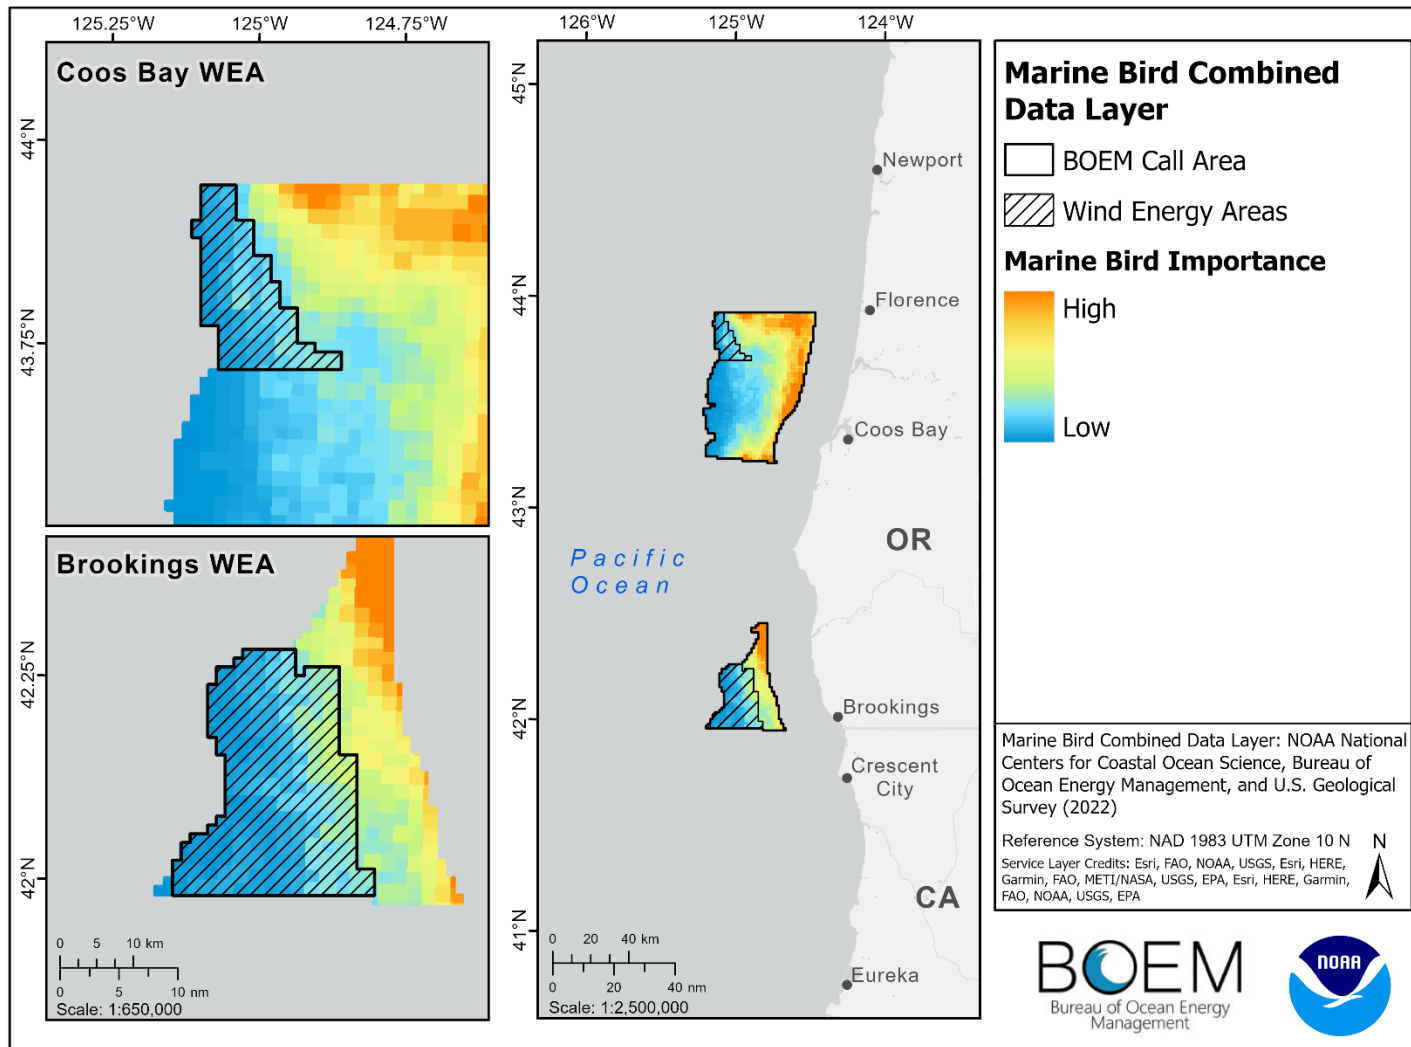 125.25°W 125°W 124.75°W
Coos Bay WEA
44°N
43.75°N
Brookings WEA
42.25°N
42°N
0 5 10 km
0 5 10 nm
Scale: 1:650,000
126°W 125°W 124°W
45°N
44°N
43°N
42°N
41°N
Newport
Florence
Coos Bay
OR
Pacific
Ocean
Brookings
Crescent
City
CA
Eureka
0 20 40 km
0 20 40 nm
Scale: 1:2,500,000
Marine Bird Combined
Data Layer
BOEM Call Area
Wind Energy Areas
Marine Bird Importance
High
Low
Marine Bird Combined Data Layer: NOAA National
Centers for Coastal Ocean Science, Bureau of
Ocean Energy Management, and U.S. Geological
Survey (2022)
Reference System: NAD 1983 UTM Zone 10 N
N
Service Layer Credits: Esri, FAO, NOAA, USGS, Esri, HERE,
Garmin, FAO, METI/NASA, USGS, EPA, Esri, HERE, Garmin,
FAO, NOAA, USGS, EPA
BOEM
Bureau of Ocean Energy
Management
NOAA